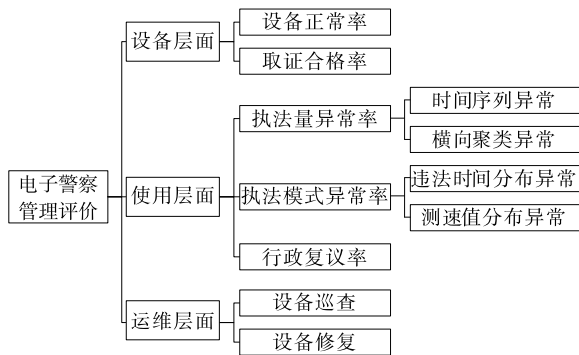 设备正常率
设备层面
取证合格率
时间序列异常
执法量异常率
横向聚类异常
电子警察
管理评价
使用层面
执法模式异常率
违法时间分布异常
测速值分布异常
行政复议率
设备巡查
运维层面
设备修复